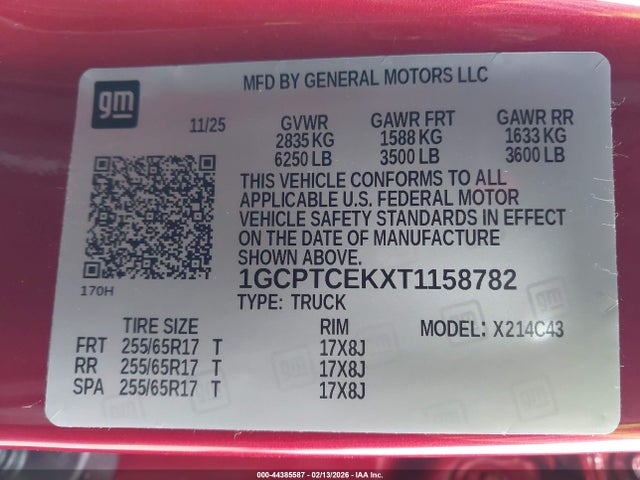 gm
MFD BY GENERAL MOTORS LLC
11/25 GVWR GAWR FRT GAWR RR
2835 KG 1588 KG 1633 KG
6250 LB 3500 LB 3600 LB
THIS VEHICLE CONFORMS TO ALL
APPLICABLE U.S. FEDERAL MOTOR
VEHICLE SAFETY STANDARDS IN EFFECT
ON THE DATE OF MANUFACTURE
SHOWN ABOVE.
170H
1GCPTCEKXT1158782
TYPE: TRUCK
TIRE SIZE RIM MODEL: X214C43
FRT 255/65R17 T 17X8J
RR 255/65R17 T 17X8J
SPA 255/65R17 T 17X8J
gm
000-44385587 - 02/13/2026 - IAA Inc.